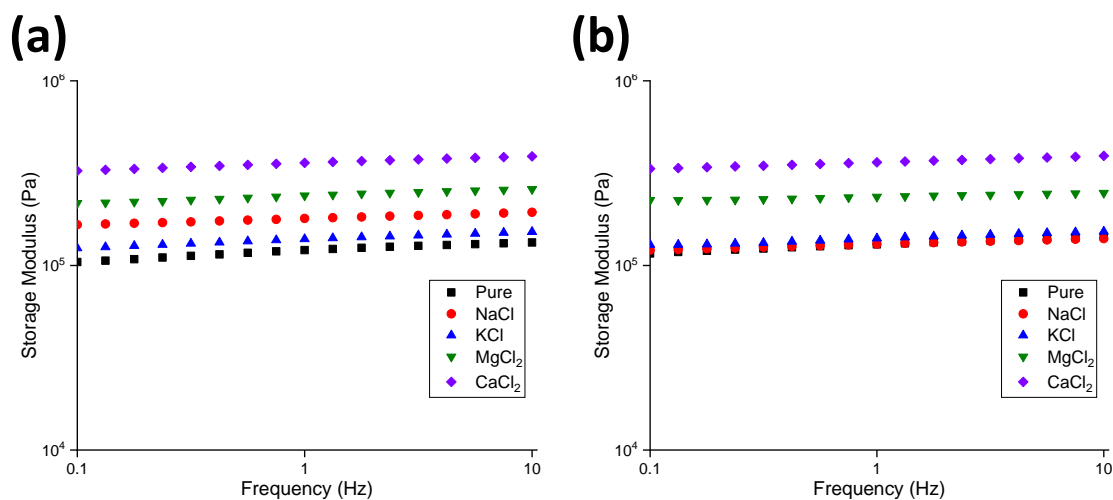 (a)
10⁶
10⁵
10⁴
Storage Modulus (Pa)
0.1
1
10
Frequency (Hz)
Pure
NaCl
KCl
MgCl₂
CaCl₂
(b)
10⁶
10⁵
10⁴
Storage Modulus (Pa)
0.1
1
10
Frequency (Hz)
Pure
NaCl
KCl
MgCl₂
CaCl₂